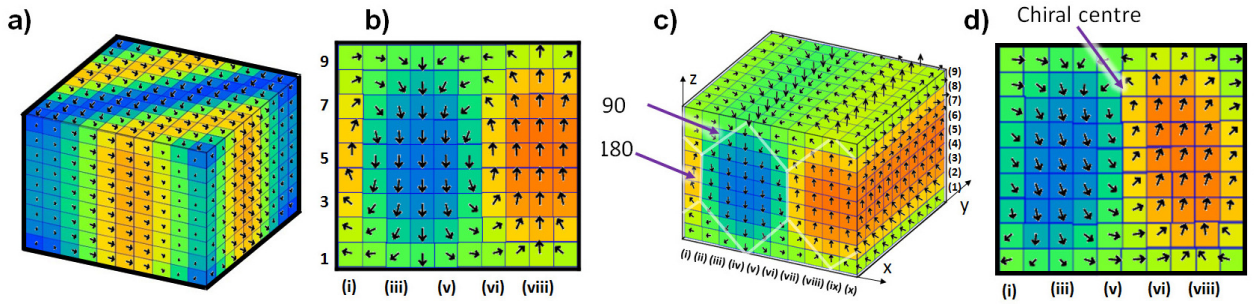 a)
b)
9
7
5
3
1
(i) (iii) (v) (vi) (viii)
c)
90
180
z
(9)
(8)
(7)
(6)
(5)
(4)
(3)
(2)
(1)
y
x
(i) (ii) (iii) (iv) (v) (vi) (vii) (viii) (ix) (x)
d)
Chiral centre
(i) (iii) (v) (vi) (viii)